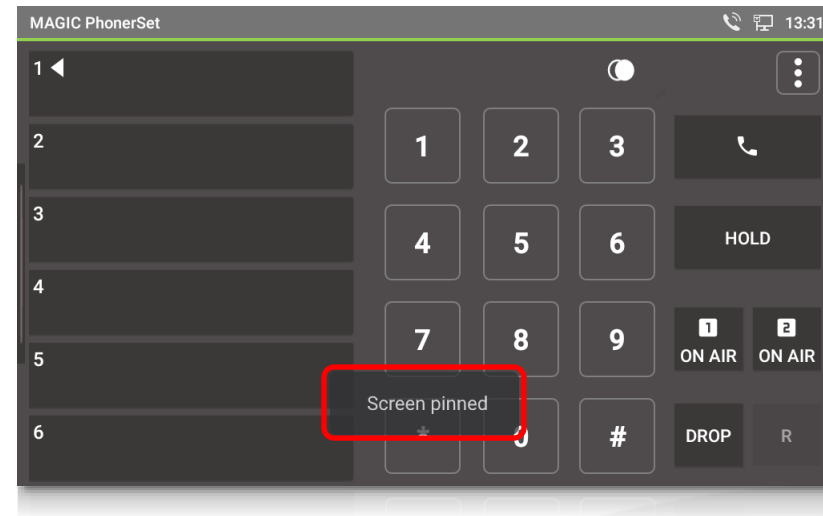 MAGIC PhonerSet 13:31
1
2
3
4
5
6
1 2 3
4 5 6
HOLD
7 8 9
1 2
ON AIR ON AIR
Screen pinned
* 0 #
DROP R